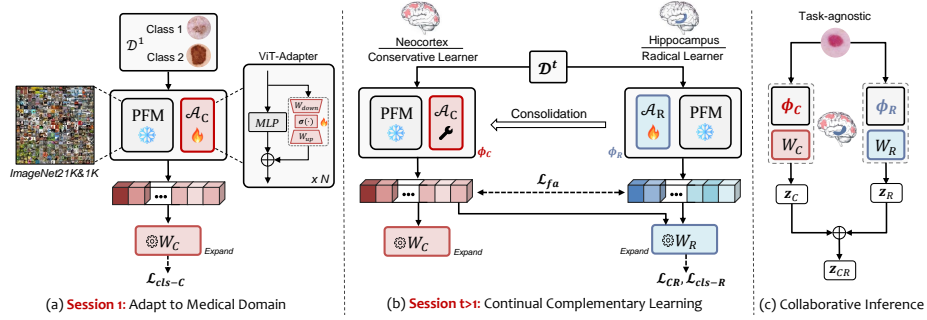 𝒟¹
Class 1
Class 2
ViT-Adapter
PFM
𝒜_C
MLP
W_down
σ(·)
W_up
x N
ImageNet21K&1K
...
W_C
Expand
ℒ_cls−C
(a) Session 1: Adapt to Medical Domain
Neocortex
Conservative Learner
Hippocampus
Radical Learner
𝒟ᵗ
PFM
𝒜_C
ϕ_C
Consolidation
𝒜_R
PFM
ϕ_R
...
ℒ_fa
...
W_C
Expand
Expand
W_R
ℒ_CR, ℒ_cls−R
(b) Session t>1: Continual Complementary Learning
Task-agnostic
ϕ_C
ϕ_R
W_C
W_R
z_C
z_R
z_CR
(c) Collaborative Inference